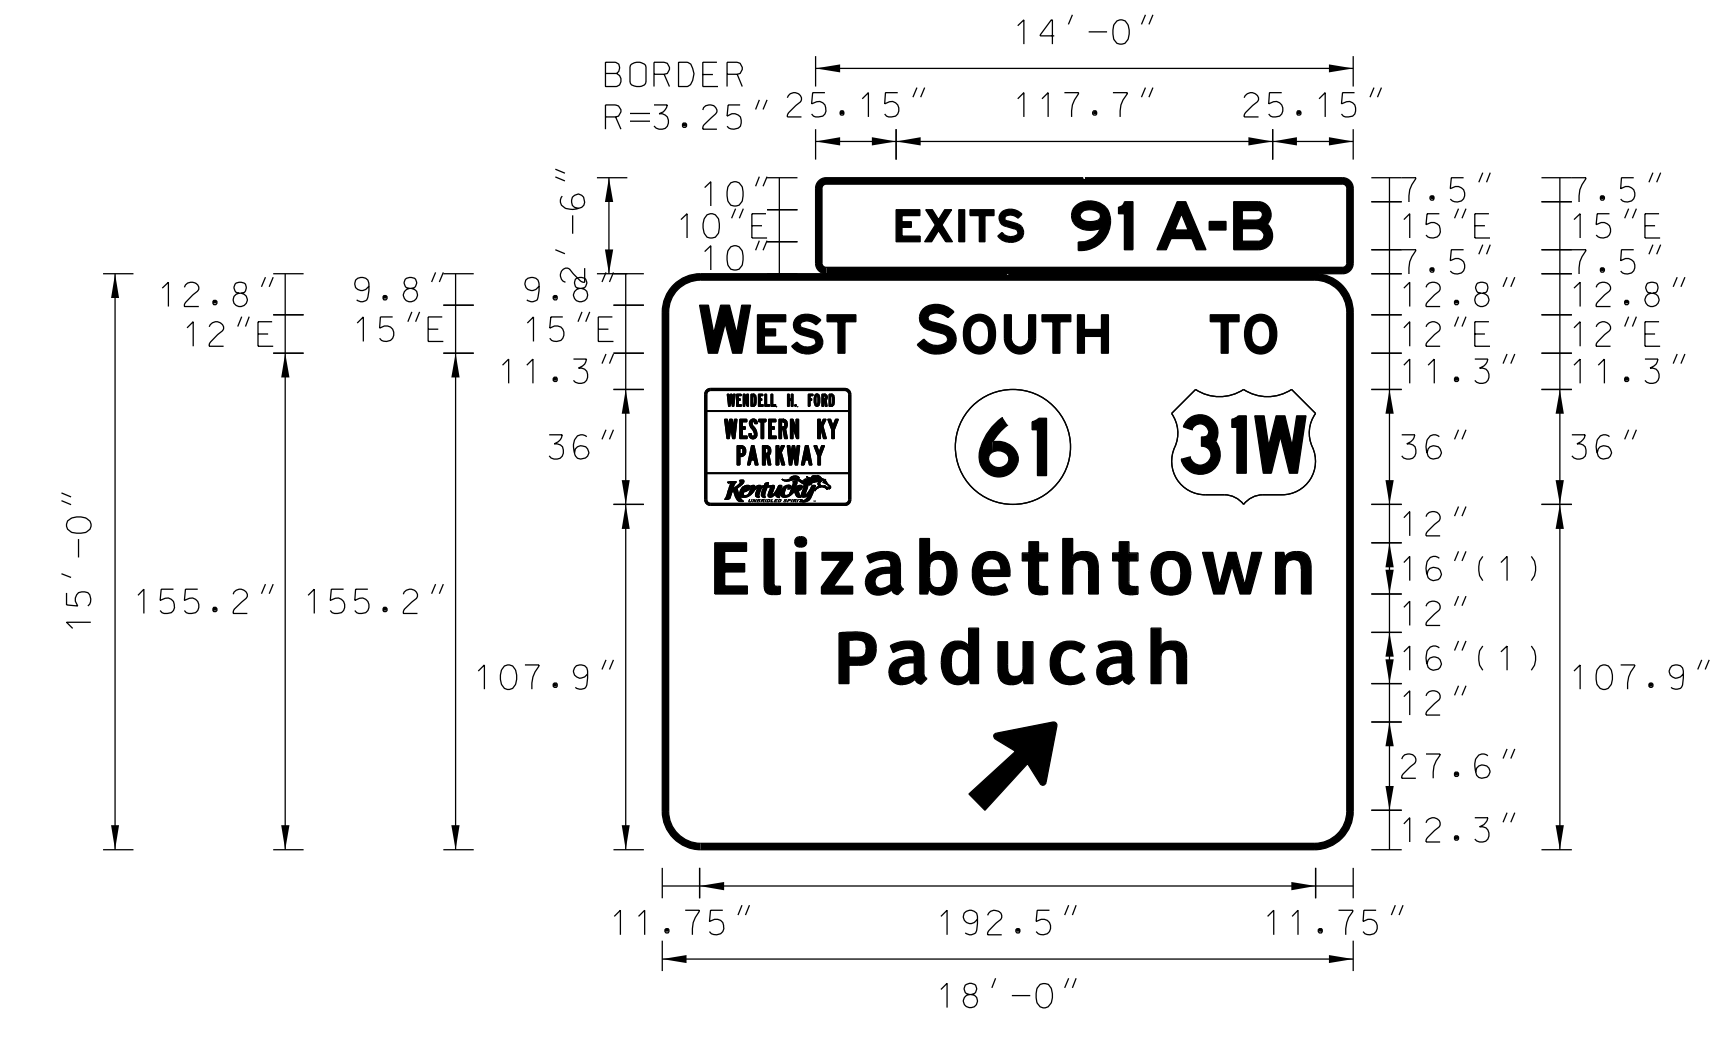 14'-0"
BORDER
R=3.25"
25.15" 117.7" 25.15"
2'-6"
10"
10"E
10"
EXITS 91 A-B
7.5" 7.5"
15"E 15"E
7.5" 7.5"
12.8" 9.8" 9.8" 12.8" 12.8"
12"E 15"E 15"E WEST SOUTH TO 12"E 12"E
11.3" 11.3" 11.3"
WENDELL H. FORD
WESTERN KY
PARKWAY
Kentucky
UNBRIDLED SPIRIT
61
31W
36" 36" 36"
12"
15'-0"
Elizabethtown 16"(1)
155.2" 155.2" 12"
Paducah 16"(1)
107.9" 107.9"
12"
27.6"
12.3"
11.75" 192.5" 11.75"
18'-0"